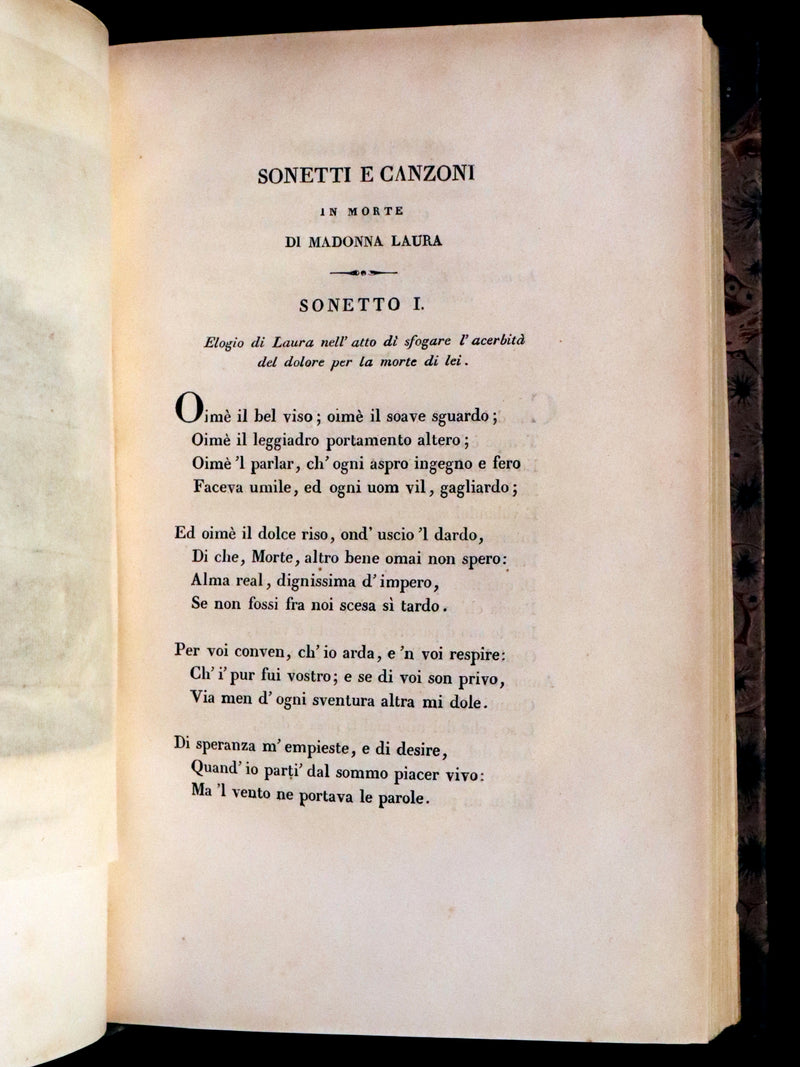 SONETTI E CANZONI
IN MORTE
DI MADONNA LAURA
SONETTO I.
Elogio di Laura nell' atto di sfogare l' acerbità
del dolore per la morte di lei.
Oimè il bel viso; oimè il soave sguardo;
Oimè il leggiadro portamento altero;
Oimè 'l parlar, ch' ogni aspro ingegno e fero
Faceva umile, ed ogni uom vil, gagliardo;
Ed oimè il dolce riso, ond' uscio 'l dardo,
Di che, Morte, altro bene omai non spero:
Alma real, dignissima d' impero,
Se non fossi fra noi scesa sì tardo.
Per voi conven, ch' io arda, e 'n voi respire:
Ch' i' pur fui vostro; e se di voi son privo,
Via men d' ogni sventura altra mi dole.
Di speranza m' empieste, e di desire,
Quand' io parti' dal sommo piacer vivo:
Ma 'l vento ne portava le parole.